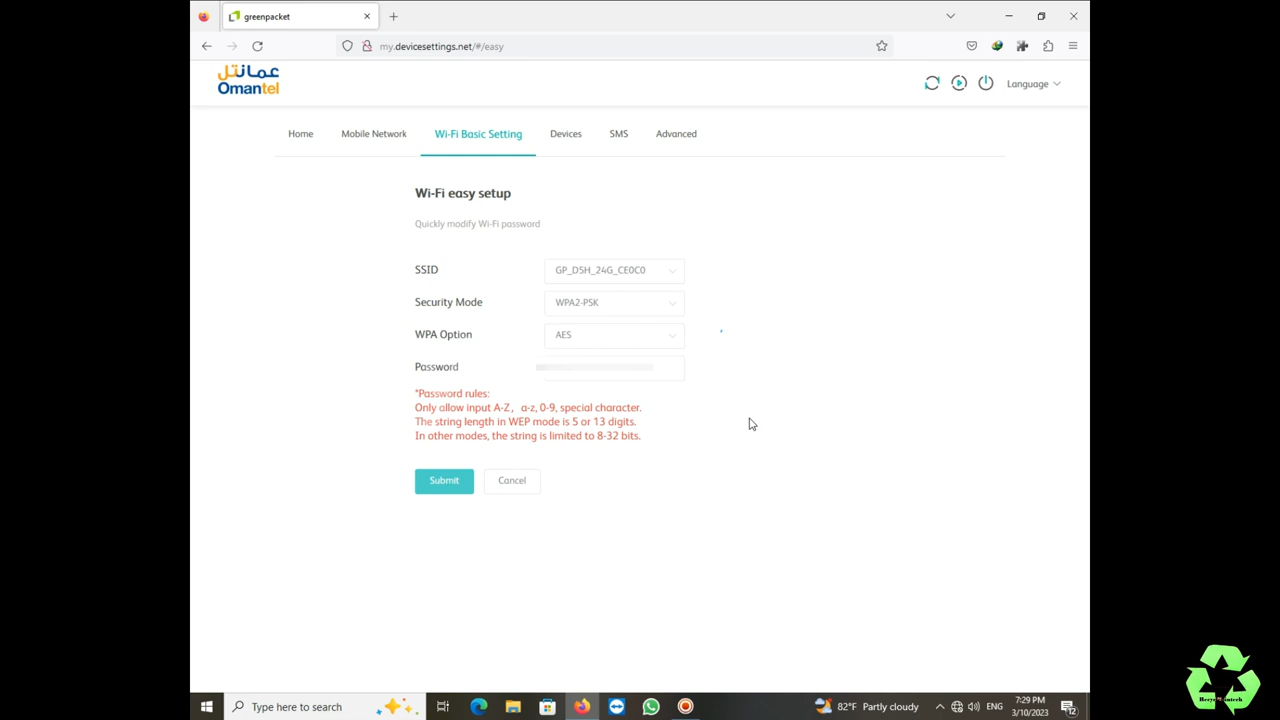 greenpacket
my.devicesettings.net/#/easy
عمانتل
Omantel
Language
Home
Mobile Network
Wi-Fi Basic Setting
Devices
SMS
Advanced
Wi-Fi easy setup
Quickly modify Wi-Fi password
SSID
GP_D5H_24G_CE0C0
Security Mode
WPA2-PSK
WPA Option
AES
Password
*Password rules:
Only allow input A-Z, a-z, 0-9, special character.
The string length in WEP mode is 5 or 13 digits.
In other modes, the string is limited to 8-32 bits.
Submit
Cancel
Type here to search
82°F Partly cloudy
ENG
7:29 PM
3/10/2023
12